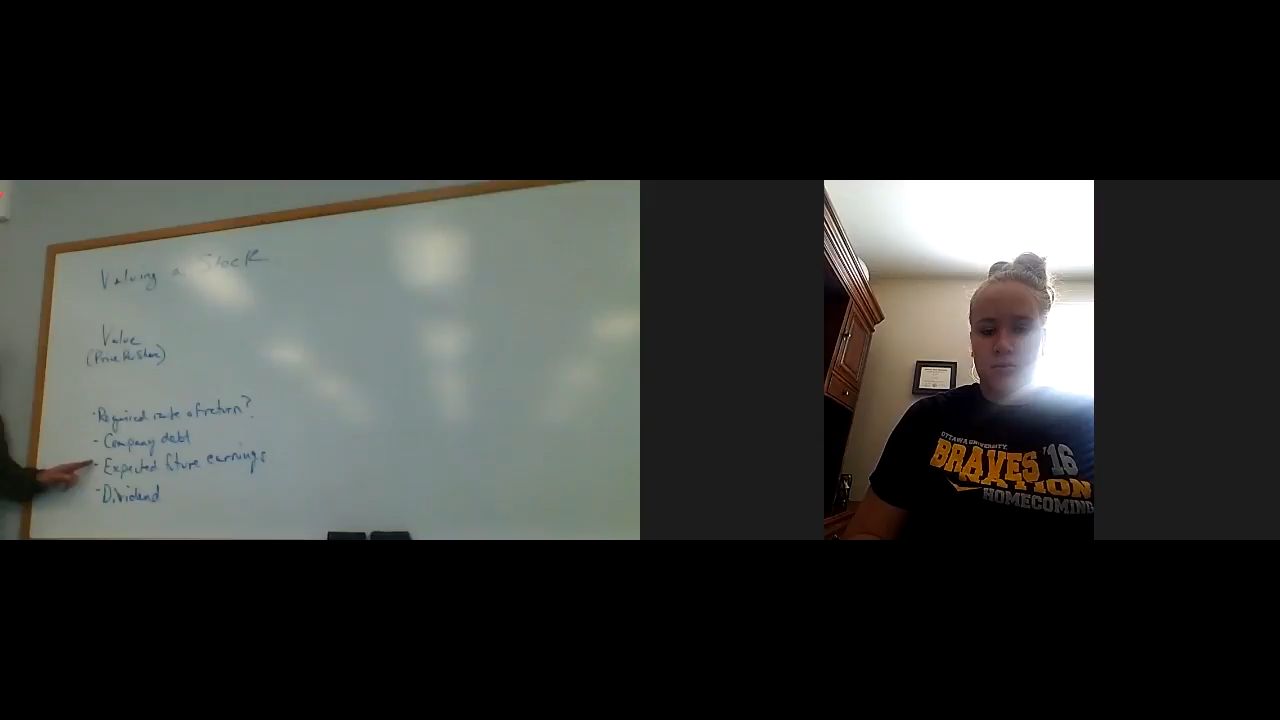 Valuing a Stock
Value
(Price Per Share)
- Required rate of return?
- Company debt
- Expected future earnings
- Dividend
OTTAWA UNIVERSITY
BRAVES '16
NATION
HOMECOMING